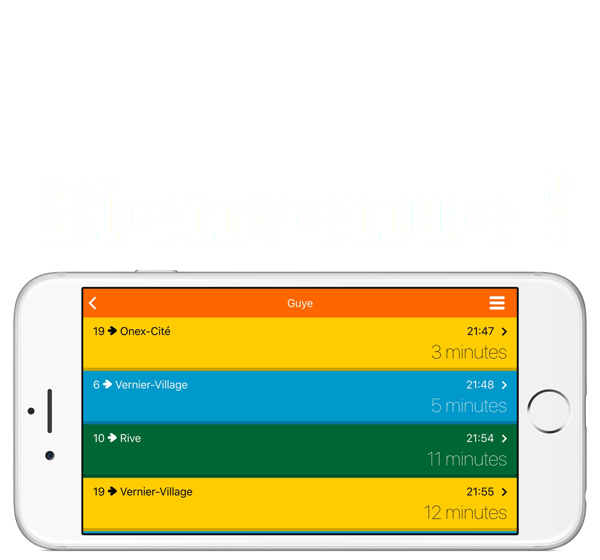 Bienvenue !
Guye
19 → Onex-Cité 21:47
3 minutes
6 → Vernier-Village 21:48
5 minutes
10 → Rive 21:54
11 minutes
19 → Vernier-Village 21:55
12 minutes